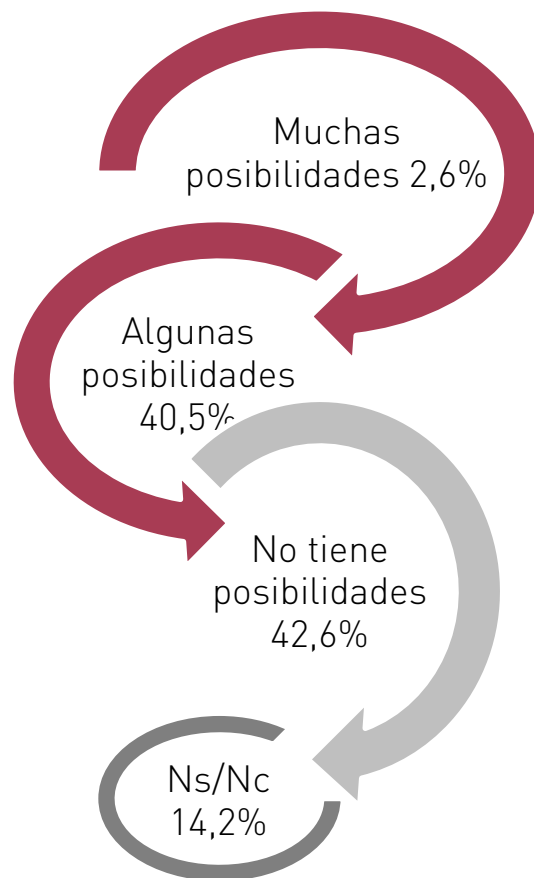 Muchas
posibilidades 2,6%
Algunas
posibilidades
40,5%
No tiene
posibilidades
42,6%
Ns/Nc
14,2%